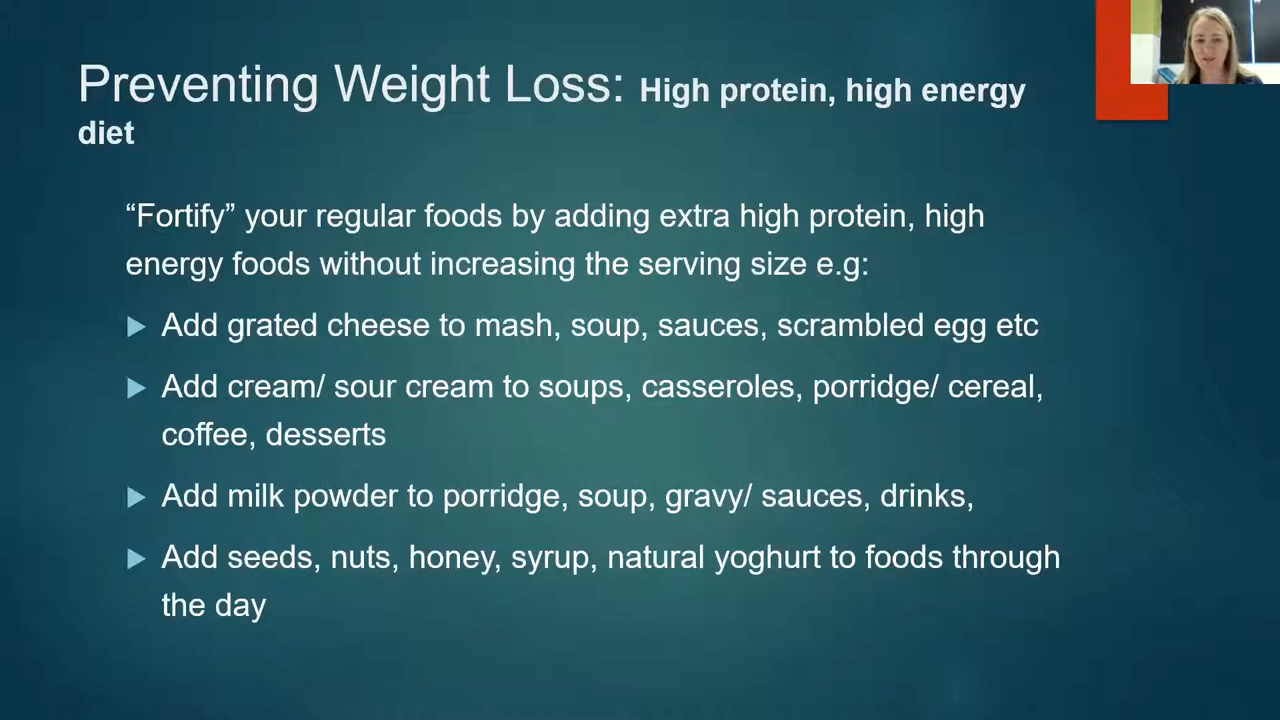 Preventing Weight Loss: High protein, high energy
diet
“Fortify” your regular foods by adding extra high protein, high
energy foods without increasing the serving size e.g:
Add grated cheese to mash, soup, sauces, scrambled egg etc
Add cream/ sour cream to soups, casseroles, porridge/ cereal,
coffee, desserts
Add milk powder to porridge, soup, gravy/ sauces, drinks,
Add seeds, nuts, honey, syrup, natural yoghurt to foods through
the day